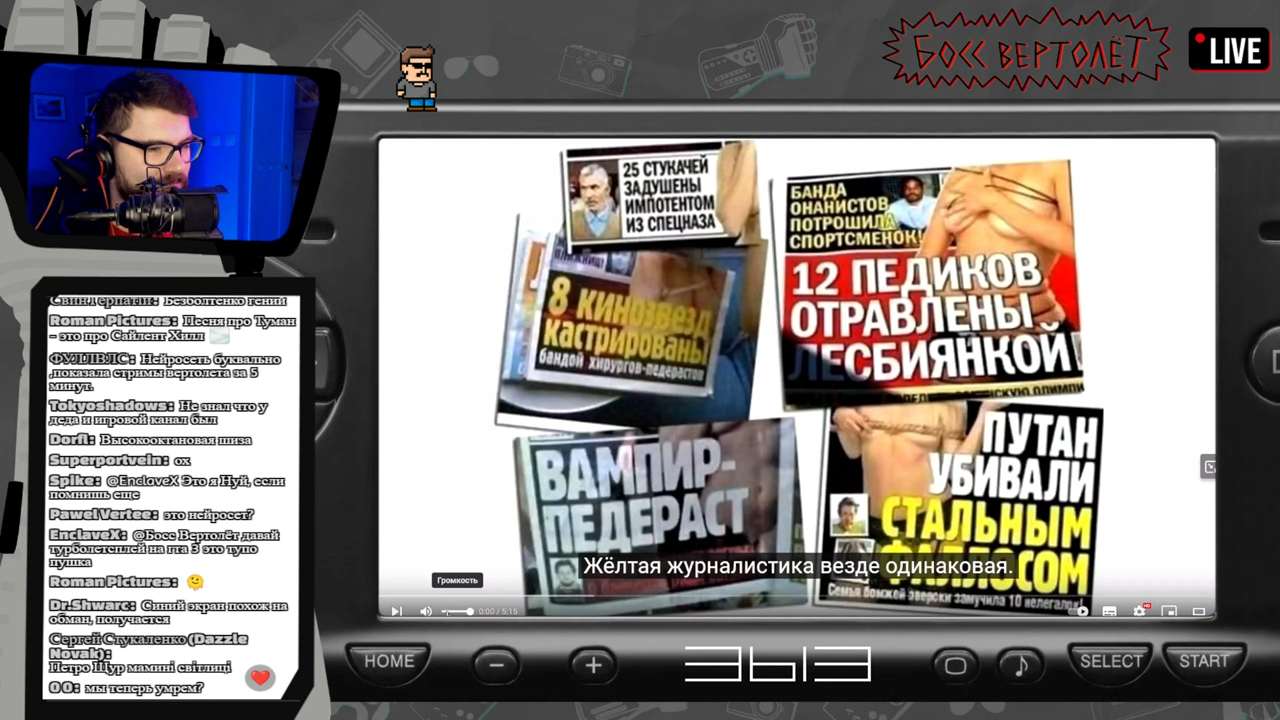 БОСС ВЕРТОЛЁТ
LIVE
СвинТерпатий: Безболтенко гений
Roman Pictures: Песня про Туман
- это про Сайлент Хилл
ФУЛЛВЛС: Нейросеть буквально
показала стримы вертолета за 5
минут.
Tokyoshadows: Не знал что у
деда и игровой канал был
Dorfl: Высокооктановая шиза
Superportvein: ох
Spike: @EnclaveX Это я Нуй, если
помнишь еще
Pawel Vertee: это нейросет?
EnclaveX: @Босс Вертолёт давай
турболетсплей на гта 3 это тупо
пушка
Roman Pictures:
Dr.Shwarc: Синий экран похож на
обман, получается
Сергей Стукаленко (Dazzle
Novak):
Петро Щур мамині світлиці
00: мы теперь умрем?
25 СТУКАЧЕЙ
ЗАДУШЕНЫ
ИМПОТЕНТОМ
ИЗ СПЕЦНАЗА
БАНДА
ОНАНИСТОВ
ПОТРОШИЛА
СПОРТСМЕНОК!
12 ПЕДИКОВ
ОТРАВЛЕНЫ
ЛЕСБИЯНКОЙ
8 КИНОЗВЕЗД
кастрированы
бандой хирургов-педерастов
ВАМПИР-
ПЕДЕРАСТ
ПУТАН
УБИВАЛИ
СТАЛЬНЫМ
ФАЛЛОСОМ
Семья бомжей зверски замучила 10 нелегалов!
Жёлтая журналистика везде одинаковая.
Громкость
0:00 / 5:15
HD
HOME
SELECT
START